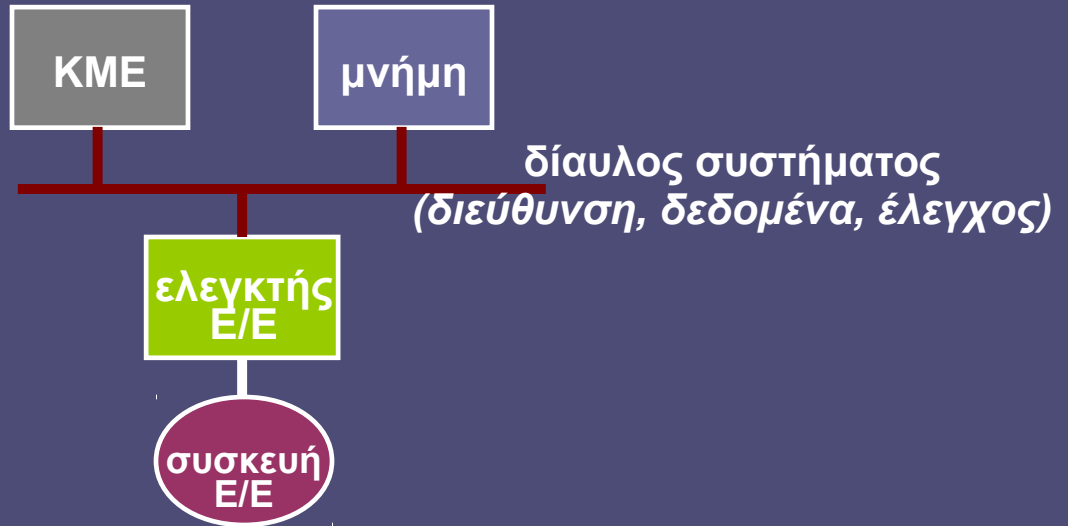 ΚΜΕ
μνήμη
δίαυλος συστήματος
(διεύθυνση, δεδομένα, έλεγχος)
ελεγκτής
Ε/Ε
συσκευή
Ε/Ε